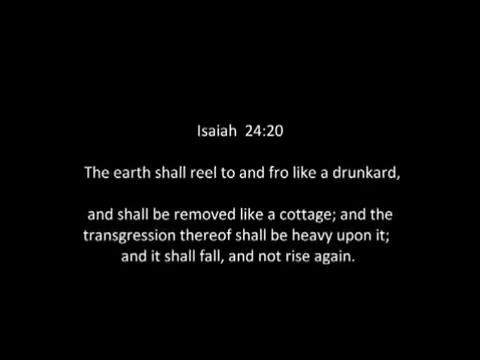 Isaiah 24:20
The earth shall reel to and fro like a drunkard,
and shall be removed like a cottage; and the
transgression thereof shall be heavy upon it;
and it shall fall, and not rise again.